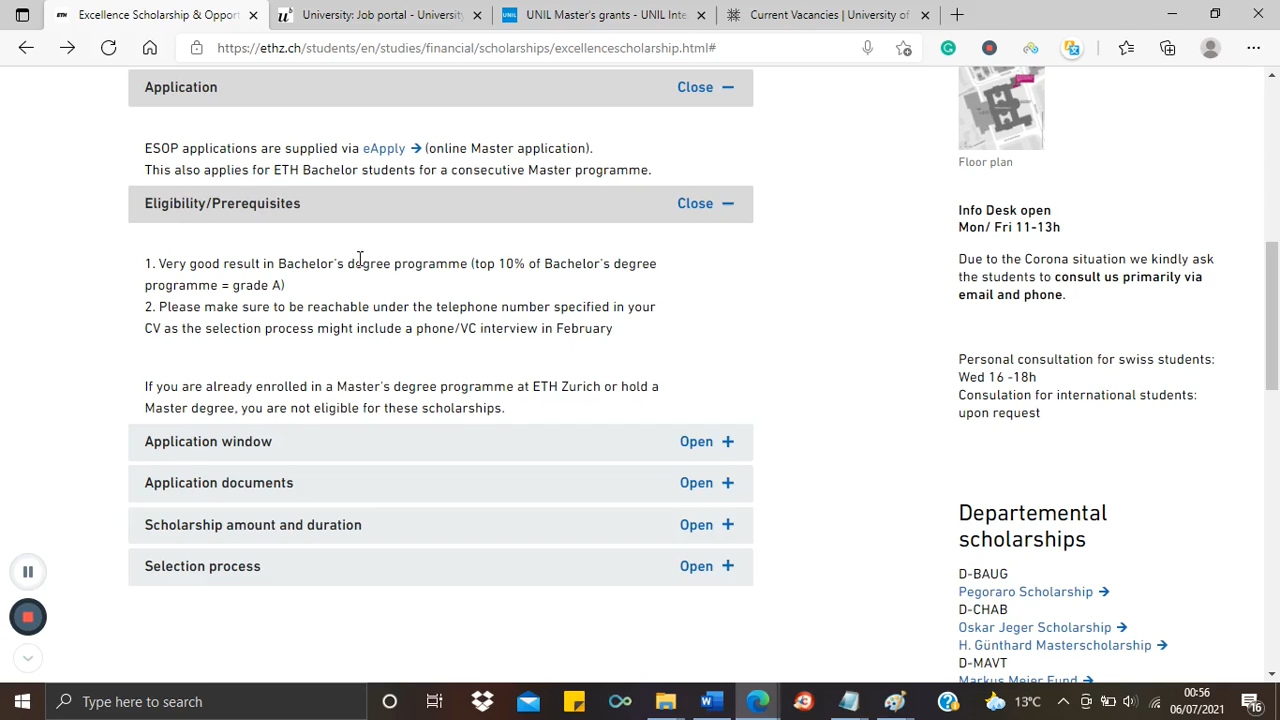 Excellence Scholarship & Opport
University: Job portal - University
UNIL Master's grants - UNIL Inte
Current Vacancies | University of
https://ethz.ch/students/en/studies/financial/scholarships/excellencescholarship.html#
Application
Close
ESOP applications are supplied via eApply → (online Master application).
This also applies for ETH Bachelor students for a consecutive Master programme.
Eligibility/Prerequisites
Close
1. Very good result in Bachelor's degree programme (top 10% of Bachelor's degree
programme = grade A)
2. Please make sure to be reachable under the telephone number specified in your
CV as the selection process might include a phone/VC interview in February
If you are already enrolled in a Master's degree programme at ETH Zurich or hold a
Master degree, you are not eligible for these scholarships.
Application window
Open +
Application documents
Open +
Scholarship amount and duration
Open +
Selection process
Open +
Floor plan
Info Desk open
Mon/ Fri 11-13h
Due to the Corona situation we kindly ask
the students to consult us primarily via
email and phone.
Personal consultation for swiss students:
Wed 16 -18h
Consulation for international students:
upon request
Departemental
scholarships
D-BAUG
Pegoraro Scholarship →
D-CHAB
Oskar Jeger Scholarship →
H. Günthard Masterscholarship →
D-MAVT
Markus Meier Fund →
Type here to search
13°C
00:56
06/07/2021
16